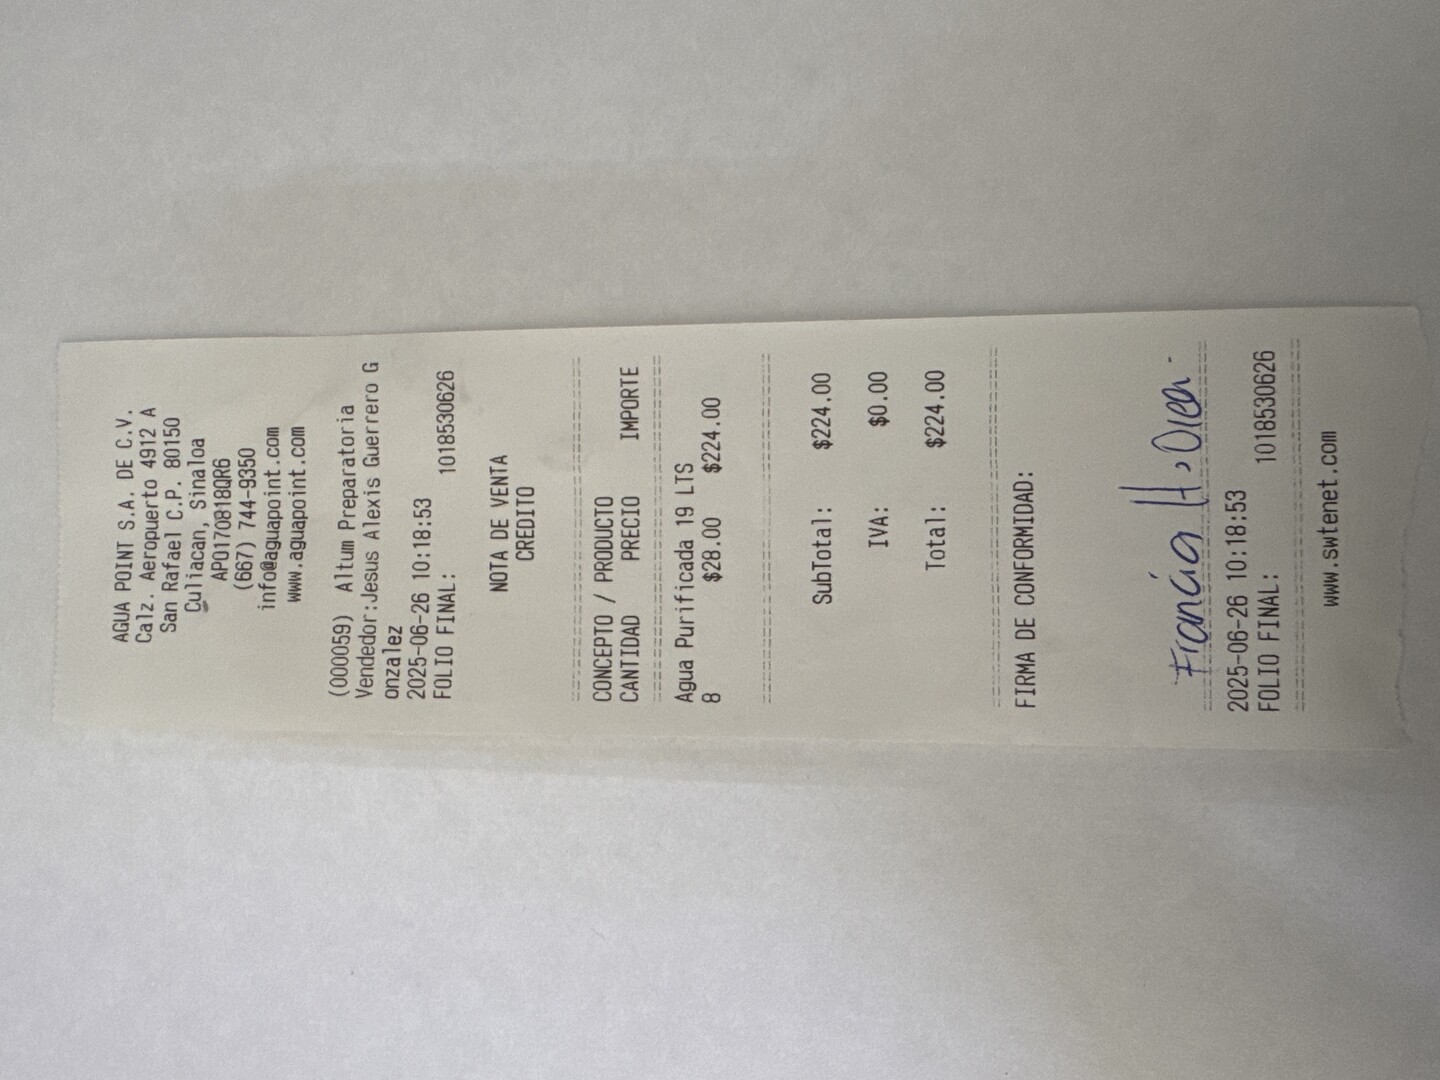 AGUA POINT S.A. DE C.V.
Calz. Aeropuerto 4912 A
San Rafael C.P. 80150
Culiacan, Sinaloa
APO170818QR6
(667) 744-9350
info@aguapoint.com
www.aguapoint.com
(000059) Altum Preparatoria
Vendedor:Jesus Alexis Guerrero G
onzalez
2025-06-26 10:18:53
FOLIO FINAL: 1018530626
NOTA DE VENTA
CREDITO
================================
CONCEPTO / PRODUCTO
CANTIDAD PRECIO IMPORTE
================================
Agua Purificada 19 LTS
8 $28.00 $224.00
================================
SubTotal: $224.00
IVA: $0.00
Total: $224.00
================================
FIRMA DE CONFORMIDAD:
Francia H.
================================
2025-06-26 10:18:53
FOLIO FINAL: 1018530626
================================
www.swtenet.com